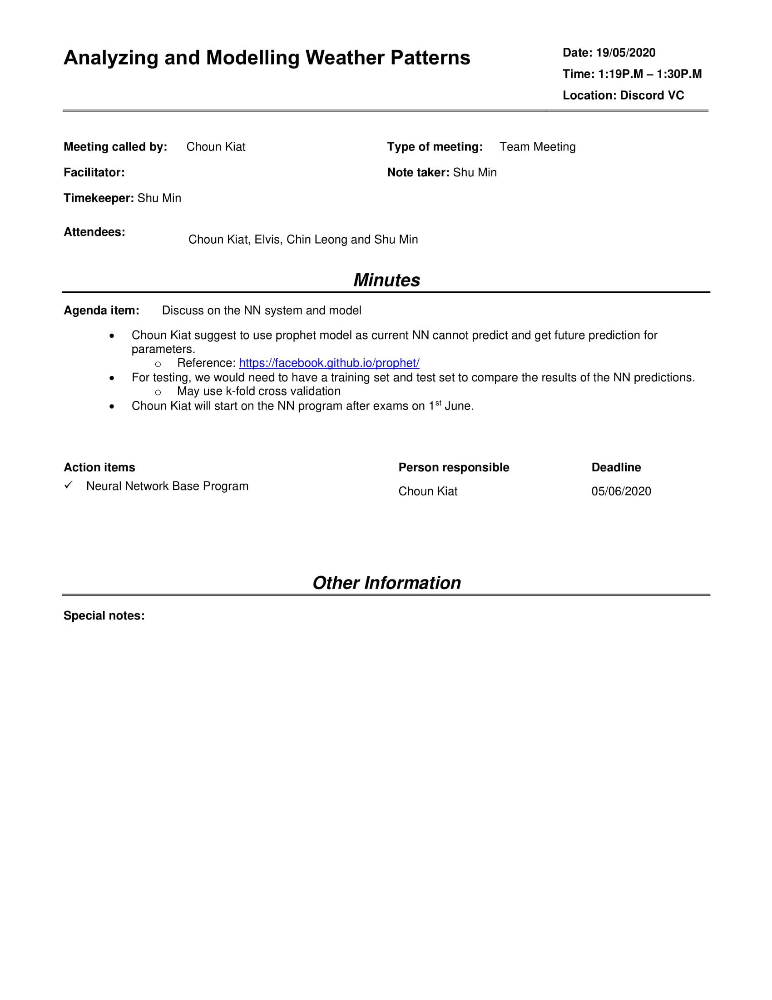 Analyzing and Modelling Weather Patterns
Date: 19/05/2020
Time: 1:19P.M – 1:30P.M
Location: Discord VC
Meeting called by: Choun Kiat
Type of meeting: Team Meeting
Facilitator:
Note taker: Shu Min
Timekeeper: Shu Min
Attendees:
Choun Kiat, Elvis, Chin Leong and Shu Min
Minutes
Agenda item: Discuss on the NN system and model
• Choun Kiat suggest to use prophet model as current NN cannot predict and get future prediction for
parameters.
o Reference: https://facebook.github.io/prophet/
• For testing, we would need to have a training set and test set to compare the results of the NN predictions.
o May use k-fold cross validation
• Choun Kiat will start on the NN program after exams on 1st June.
Action items Person responsible Deadline
✓ Neural Network Base Program
Choun Kiat 05/06/2020
Other Information
Special notes: